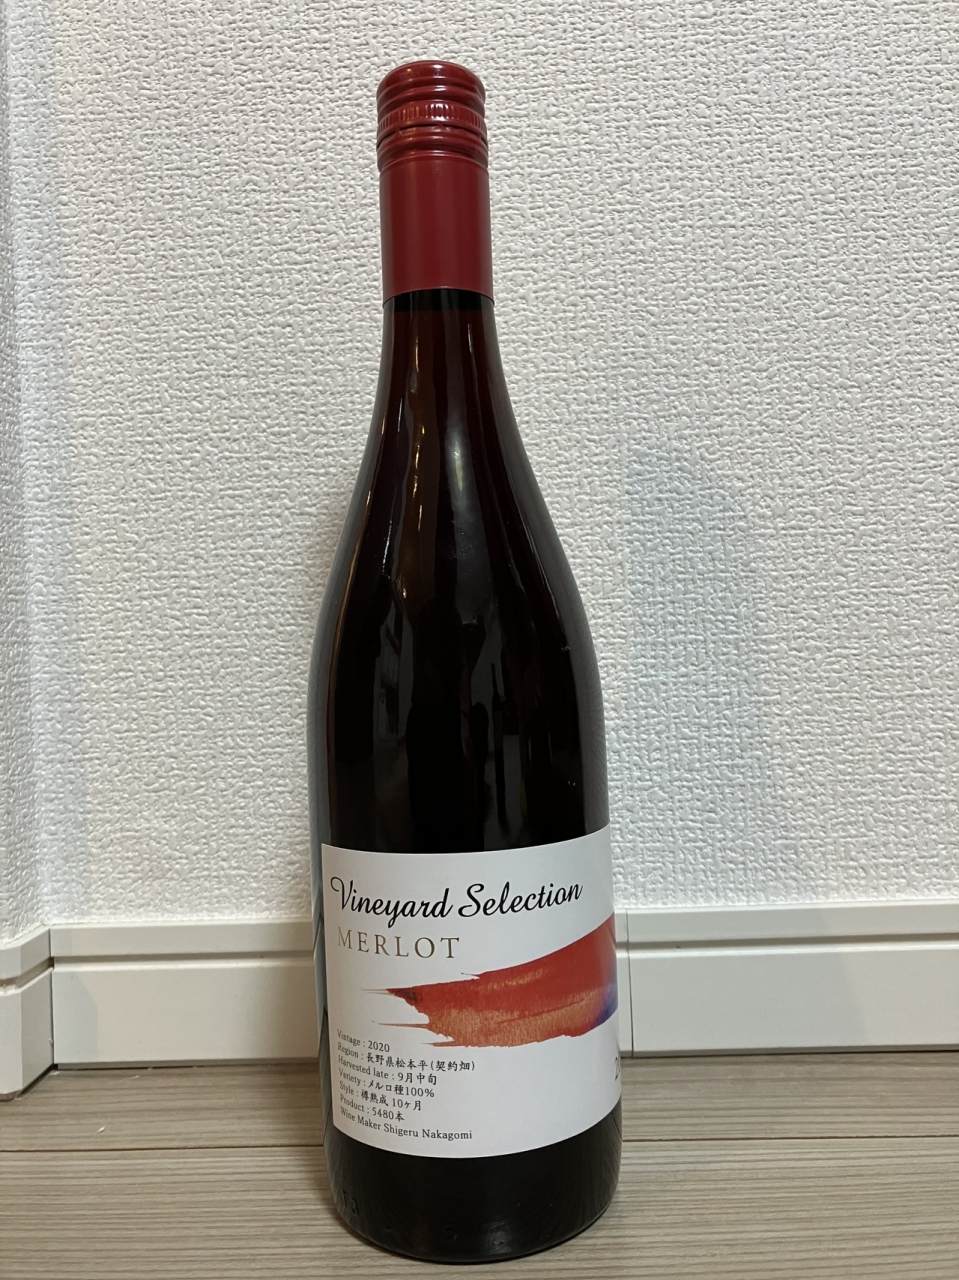 Vineyard Selection
MERLOT
Vintage : 2020
Region : 長野県松本平(契約畑)
Harvested late : 9月中旬
Variety : メルロ種100%
Style : 樽熟成 10ヶ月
Product : 5480本
Wine Maker Shigeru Nakagomi